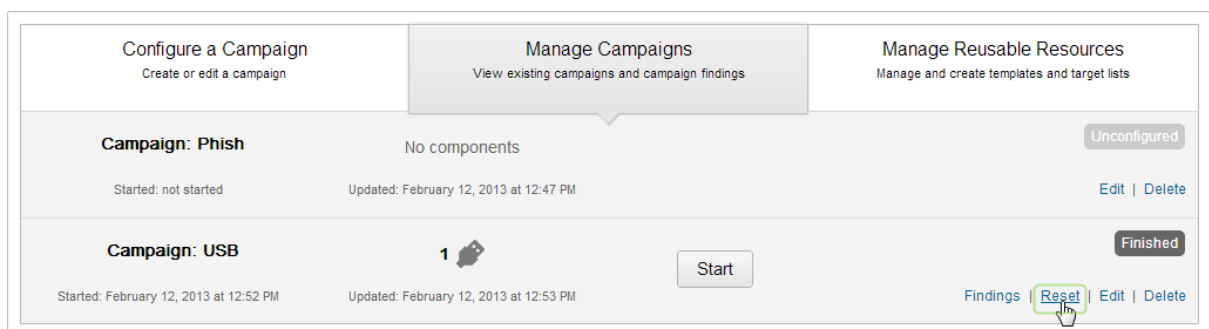 Configure a Campaign
Create or edit a campaign
Manage Campaigns
View existing campaigns and campaign findings
Manage Reusable Resources
Manage and create templates and target lists
Campaign: Phish
No components
Unconfigured
Started: not started
Updated: February 12, 2013 at 12:47 PM
Edit | Delete
Campaign: USB
1
Start
Finished
Started: February 12, 2013 at 12:52 PM
Updated: February 12, 2013 at 12:53 PM
Findings | Reset | Edit | Delete